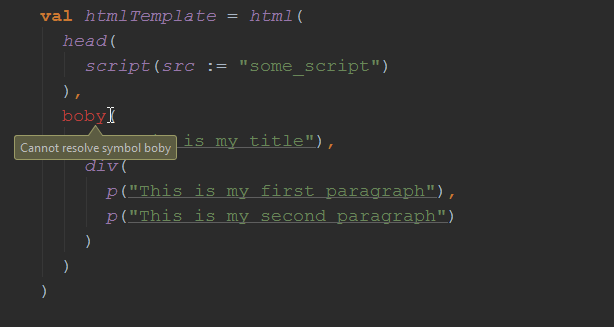 val htmlTemplate = html(
head(
script(src := "some_script")
),
boby(
is my title"),
Cannot resolve symbol boby
div(
p("This is my first paragraph"),
p("This is my second paragraph")
)
)
)